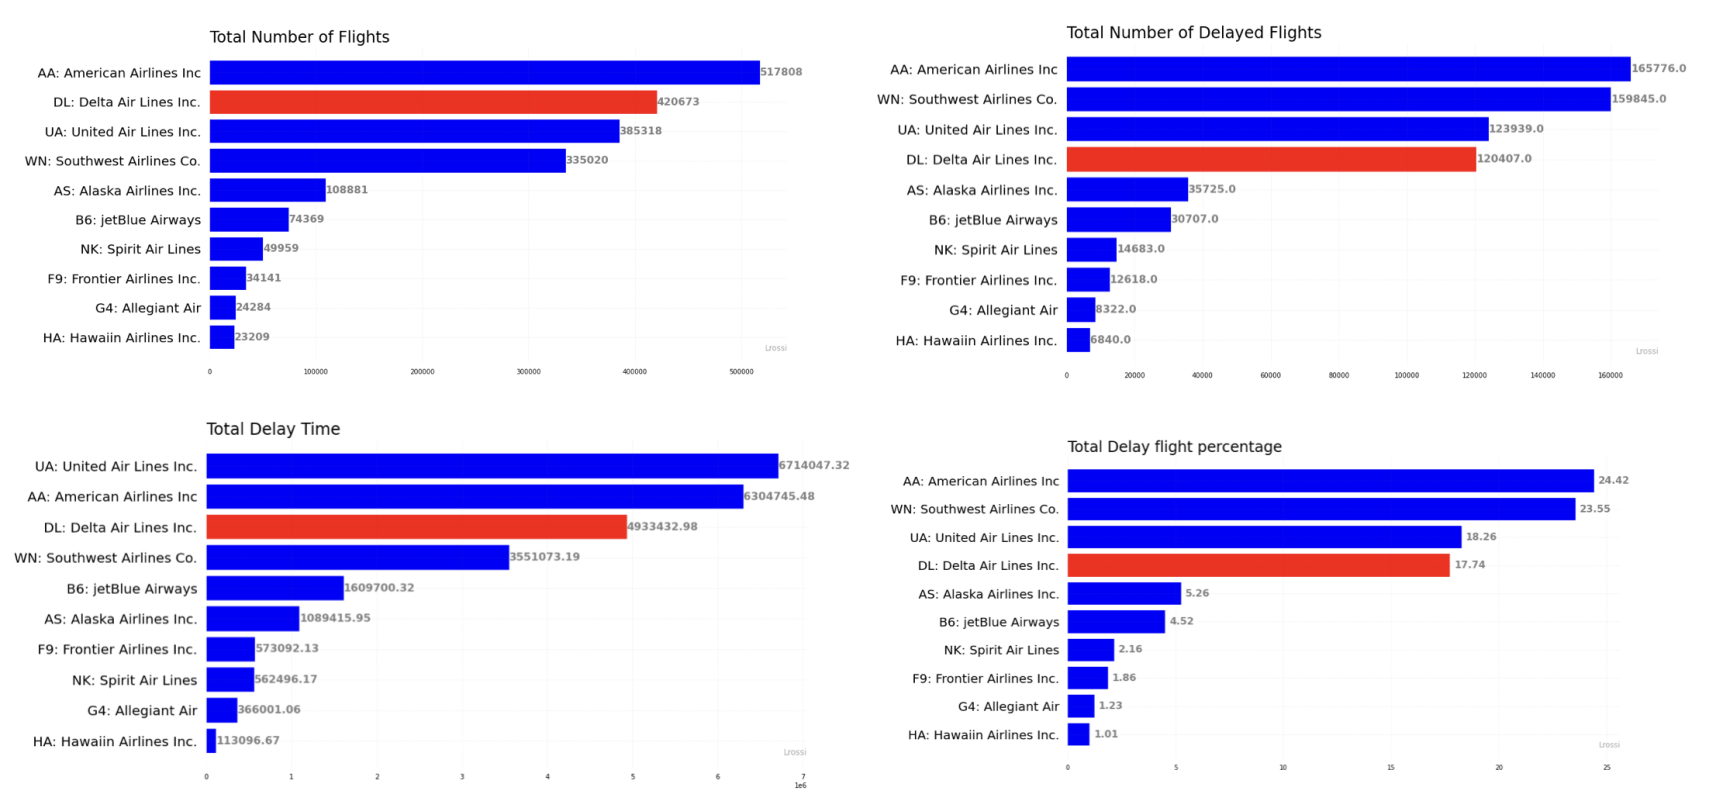 Total Number of Flights
AA: American Airlines Inc 517808
DL: Delta Air Lines Inc. 420673
UA: United Air Lines Inc. 385318
WN: Southwest Airlines Co. 335020
AS: Alaska Airlines Inc. 108881
B6: jetBlue Airways 74369
NK: Spirit Air Lines 49959
F9: Frontier Airlines Inc. 34141
G4: Allegiant Air 24284
HA: Hawaiin Airlines Inc. 23209
Lrossi
0 100000 200000 300000 400000 500000
Total Number of Delayed Flights
AA: American Airlines Inc 165776.0
WN: Southwest Airlines Co. 159845.0
UA: United Air Lines Inc. 123939.0
DL: Delta Air Lines Inc. 120407.0
AS: Alaska Airlines Inc. 35725.0
B6: jetBlue Airways 30707.0
NK: Spirit Air Lines 14683.0
F9: Frontier Airlines Inc. 12618.0
G4: Allegiant Air 8322.0
HA: Hawaiin Airlines Inc. 6840.0
Lrossi
0 20000 40000 60000 80000 100000 120000 140000 160000
Total Delay Time
UA: United Air Lines Inc. 6714047.32
AA: American Airlines Inc 6304745.48
DL: Delta Air Lines Inc. 4933432.98
WN: Southwest Airlines Co. 3551073.19
B6: jetBlue Airways 1609700.32
AS: Alaska Airlines Inc. 1089415.95
F9: Frontier Airlines Inc. 573092.13
NK: Spirit Air Lines 562496.17
G4: Allegiant Air 366001.06
HA: Hawaiin Airlines Inc. 113096.67
Lrossi
0 1 2 3 4 5 6 7
1e6
Total Delay flight percentage
AA: American Airlines Inc 24.42
WN: Southwest Airlines Co. 23.55
UA: United Air Lines Inc. 18.26
DL: Delta Air Lines Inc. 17.74
AS: Alaska Airlines Inc. 5.26
B6: jetBlue Airways 4.52
NK: Spirit Air Lines 2.16
F9: Frontier Airlines Inc. 1.86
G4: Allegiant Air 1.23
HA: Hawaiin Airlines Inc. 1.01
Lrossi
0 5 10 15 20 25